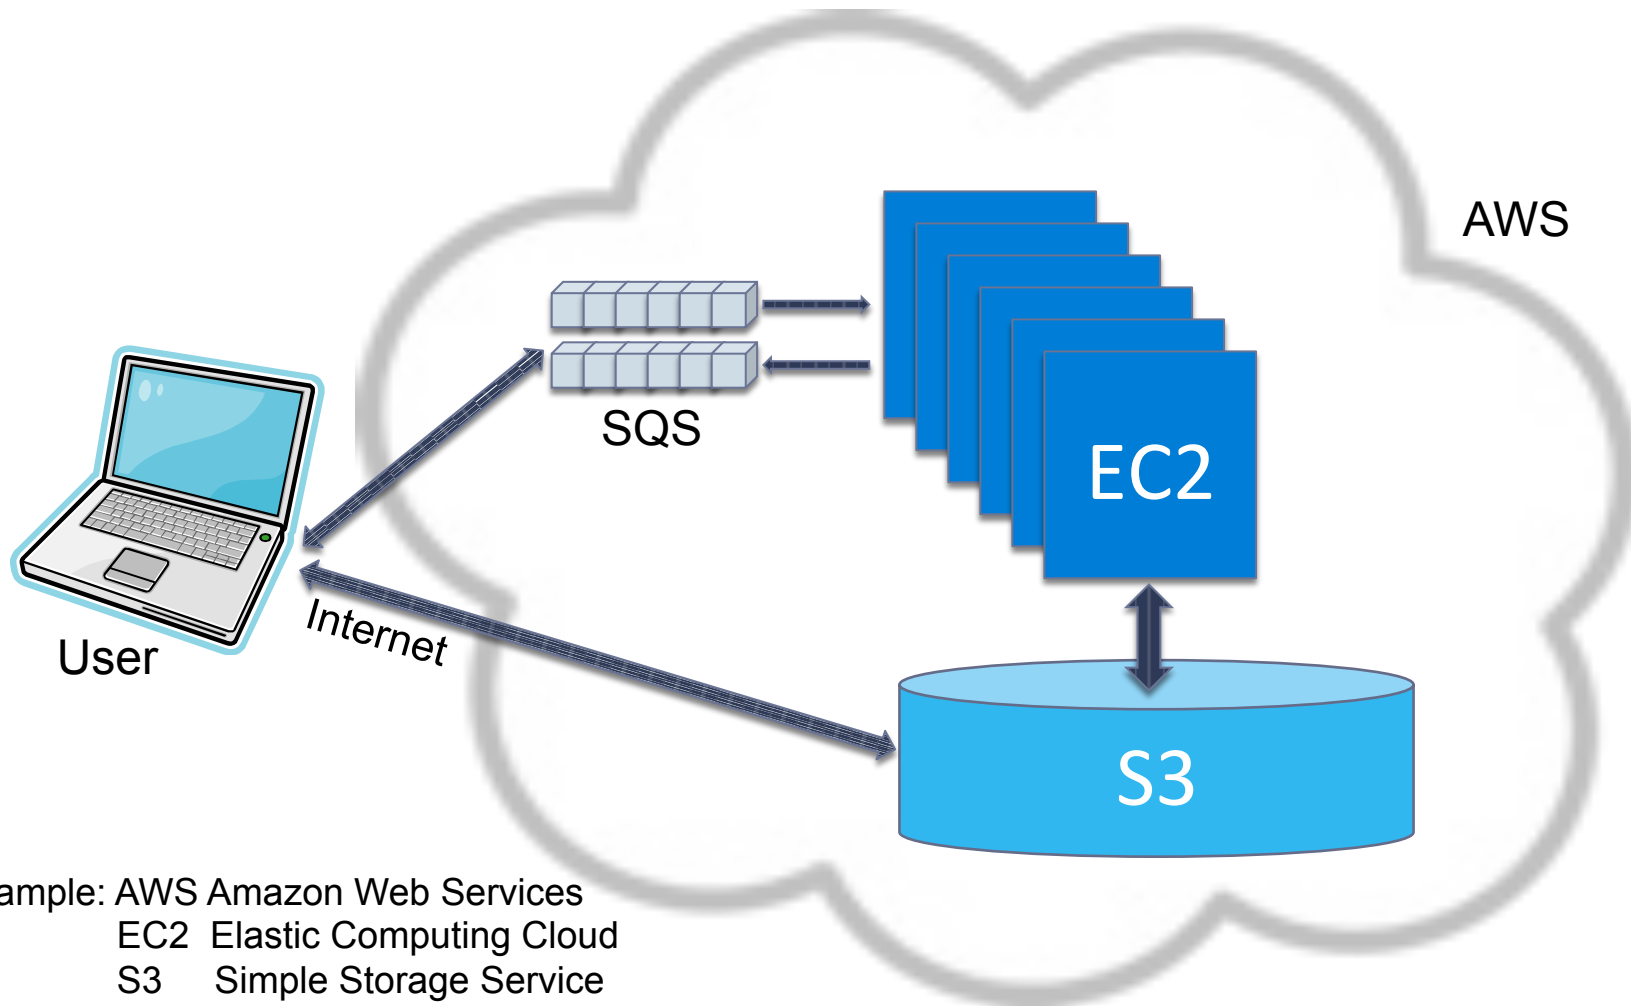 AWS
SQS
EC2
User
Internet
S3
ample: AWS Amazon Web Services
EC2 Elastic Computing Cloud
S3 Simple Storage Service